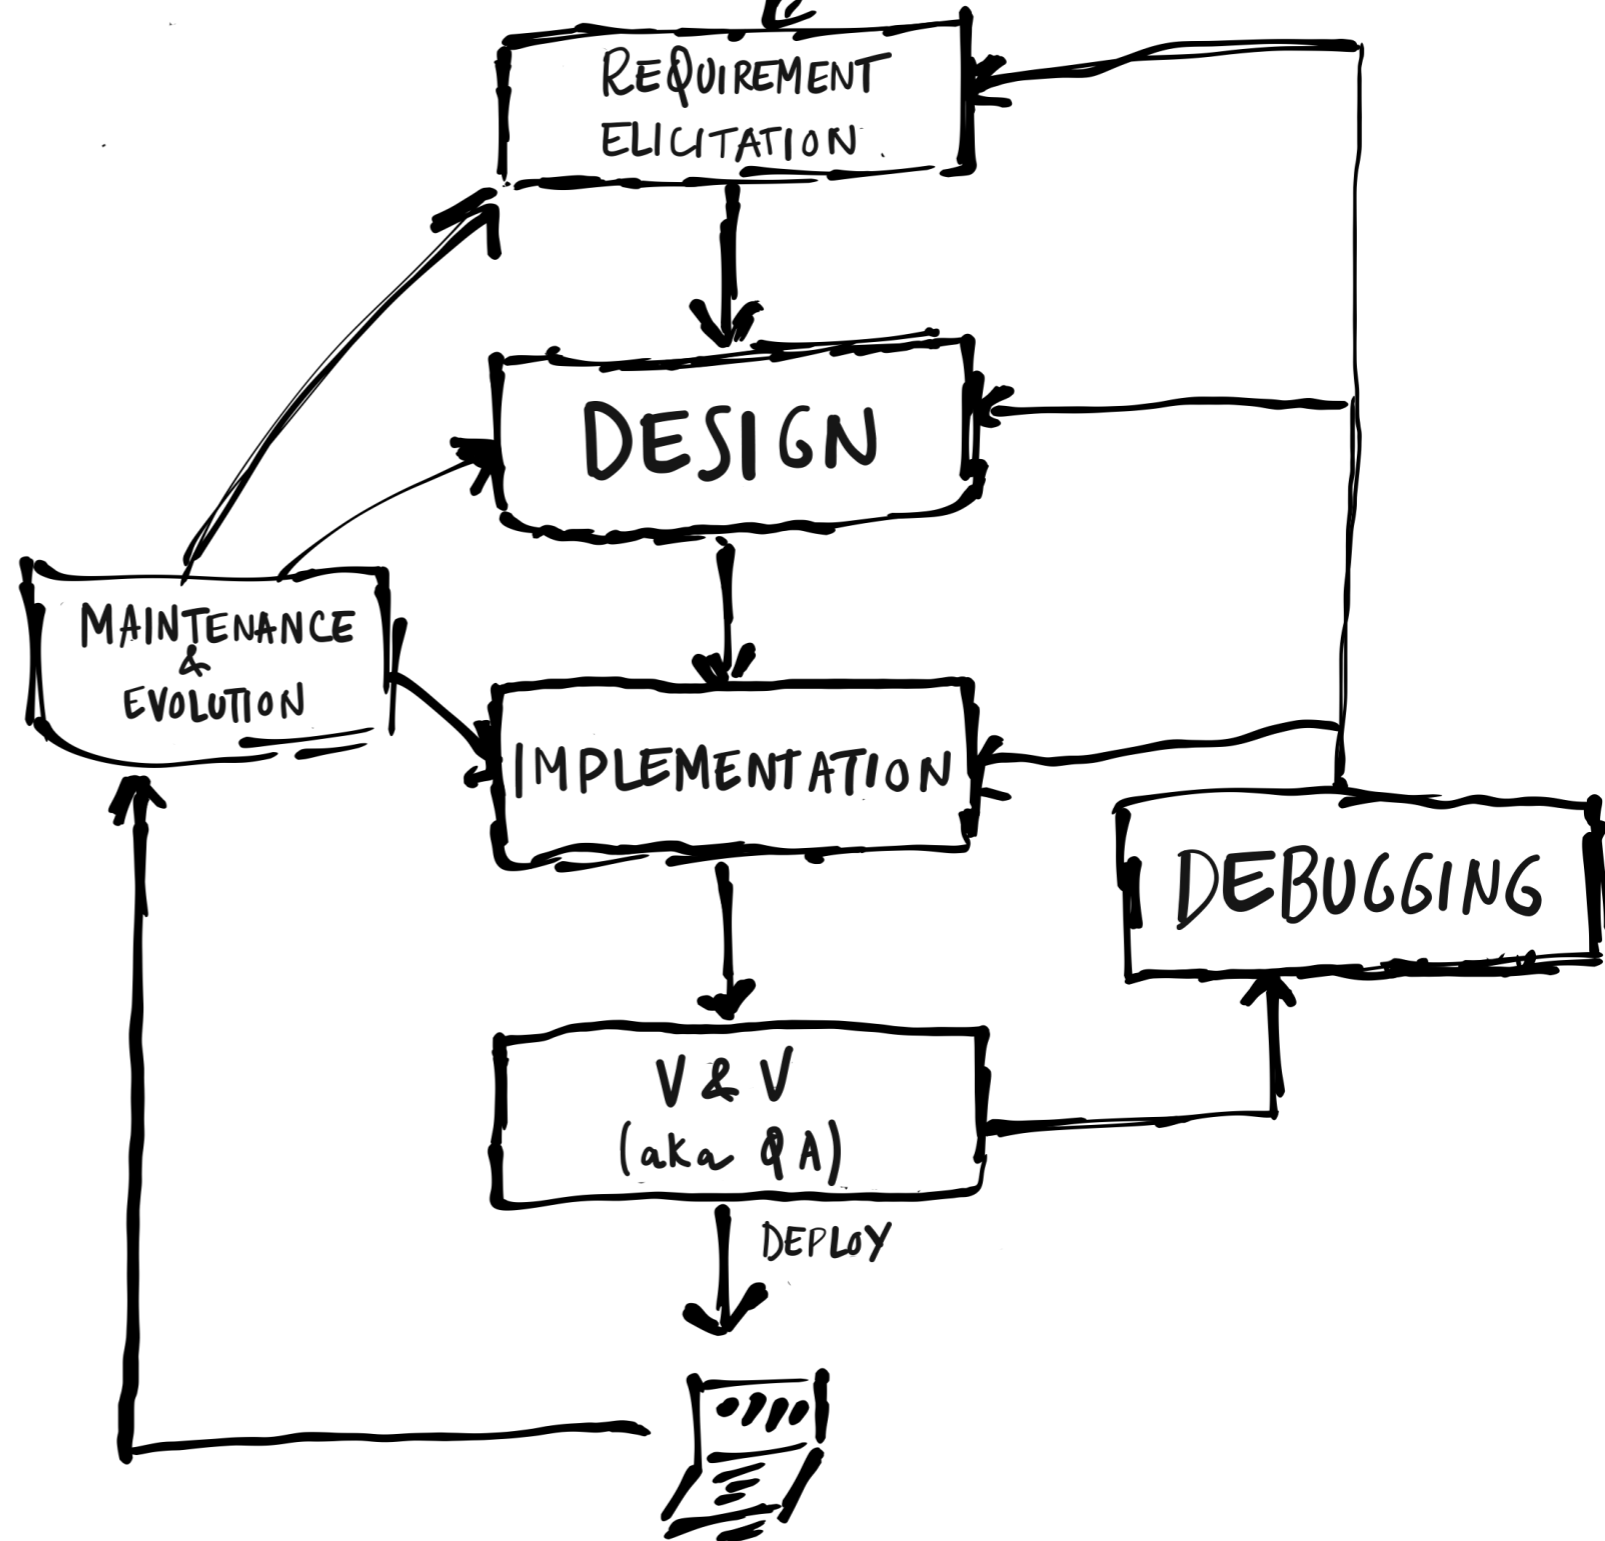 REQUIREMENT
ELICITATION
DESIGN
MAINTENANCE
&
EVOLUTION
IMPLEMENTATION
DEBUGGING
V & V
(aka QA)
DEPLOY